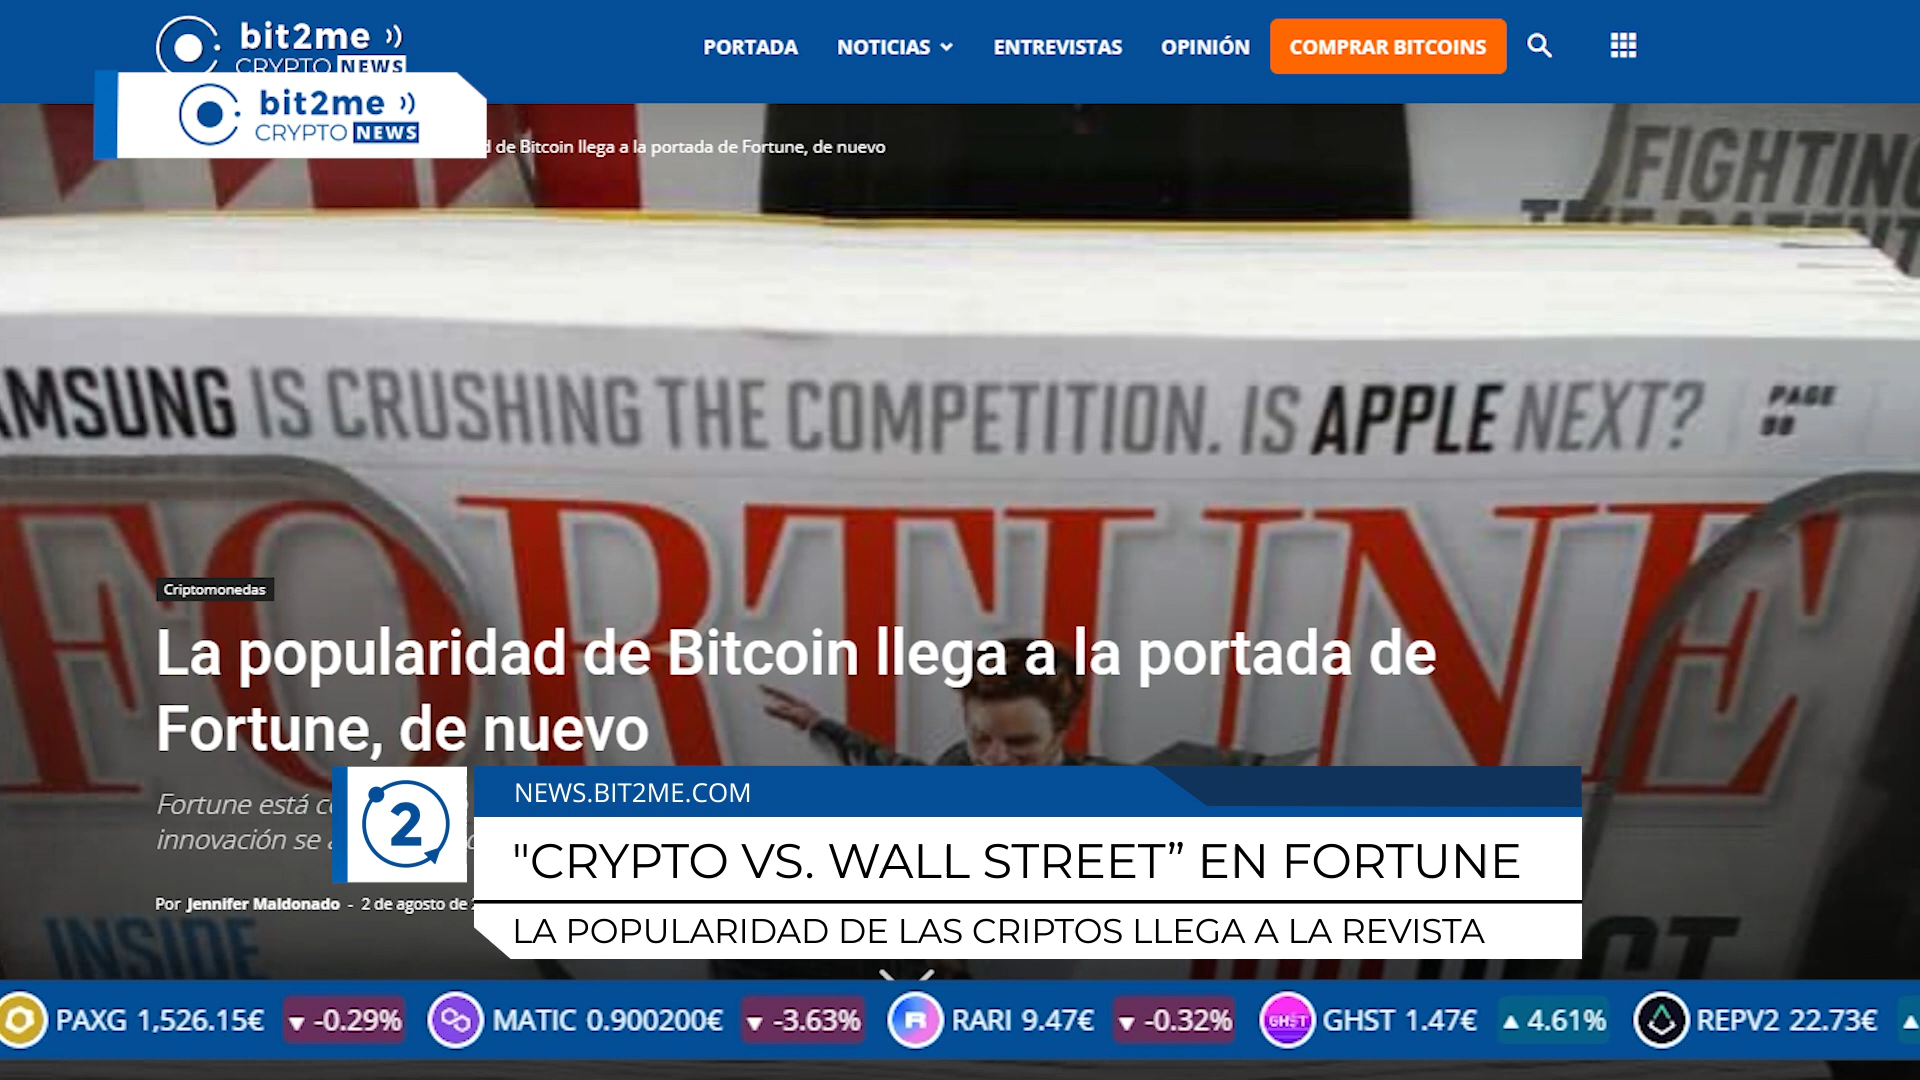 bit2me
CRYPTO NEWS
PORTADA NOTICIAS ENTREVISTAS OPINIÓN COMPRAR BITCOINS
bit2me
CRYPTO NEWS
de Bitcoin llega a la portada de Fortune, de nuevo
FIGHTING
AMSUNG IS CRUSHING THE COMPETITION. IS APPLE NEXT?
PAGE
FORTUNE
Criptomonedas
La popularidad de Bitcoin llega a la portada de
Fortune, de nuevo
Fortune está
innovación se
Por Jennifer Maldonado - 2 de agosto de
INSIDE
2
NEWS.BIT2ME.COM
"CRYPTO VS. WALL STREET” EN FORTUNE
LA POPULARIDAD DE LAS CRIPTOS LLEGA A LA REVISTA
PAXG 1,526.15€ ▼ -0.29% MATIC 0.900200€ ▼ -3.63% RARI 9.47€ ▼ -0.32% GHST GHST 1.47€ ▲ 4.61% REPV2 22.73€ ▲